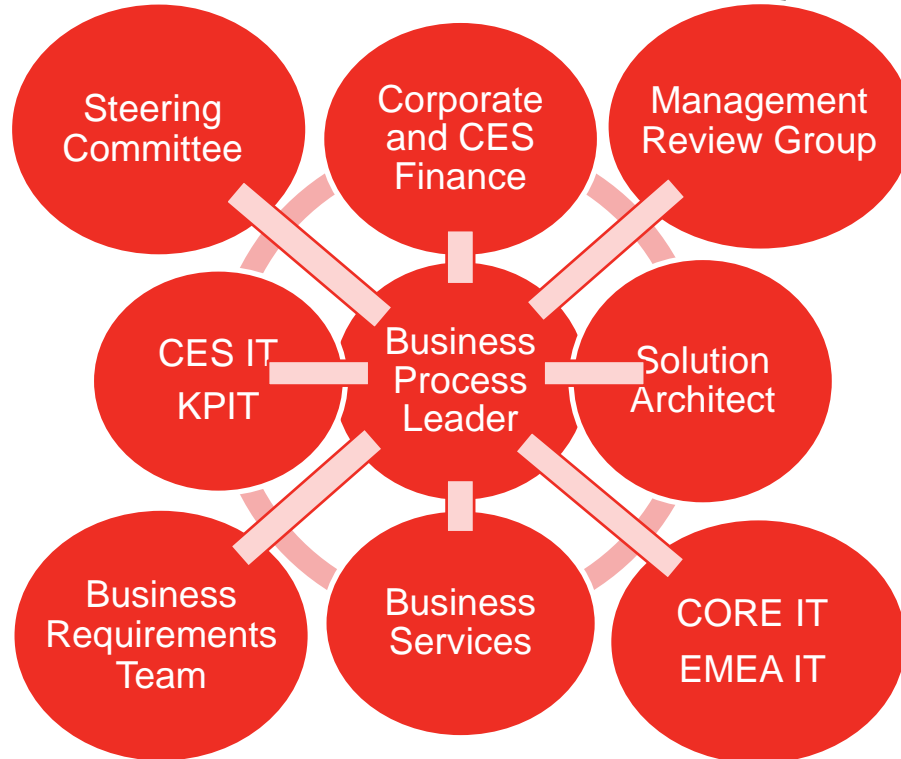 Steering
Committee
Corporate
and CES
Finance
Management
Review Group
CES IT
KPIT
Business
Process
Leader
Solution
Architect
Business
Requirements
Team
Business
Services
CORE IT
EMEA IT